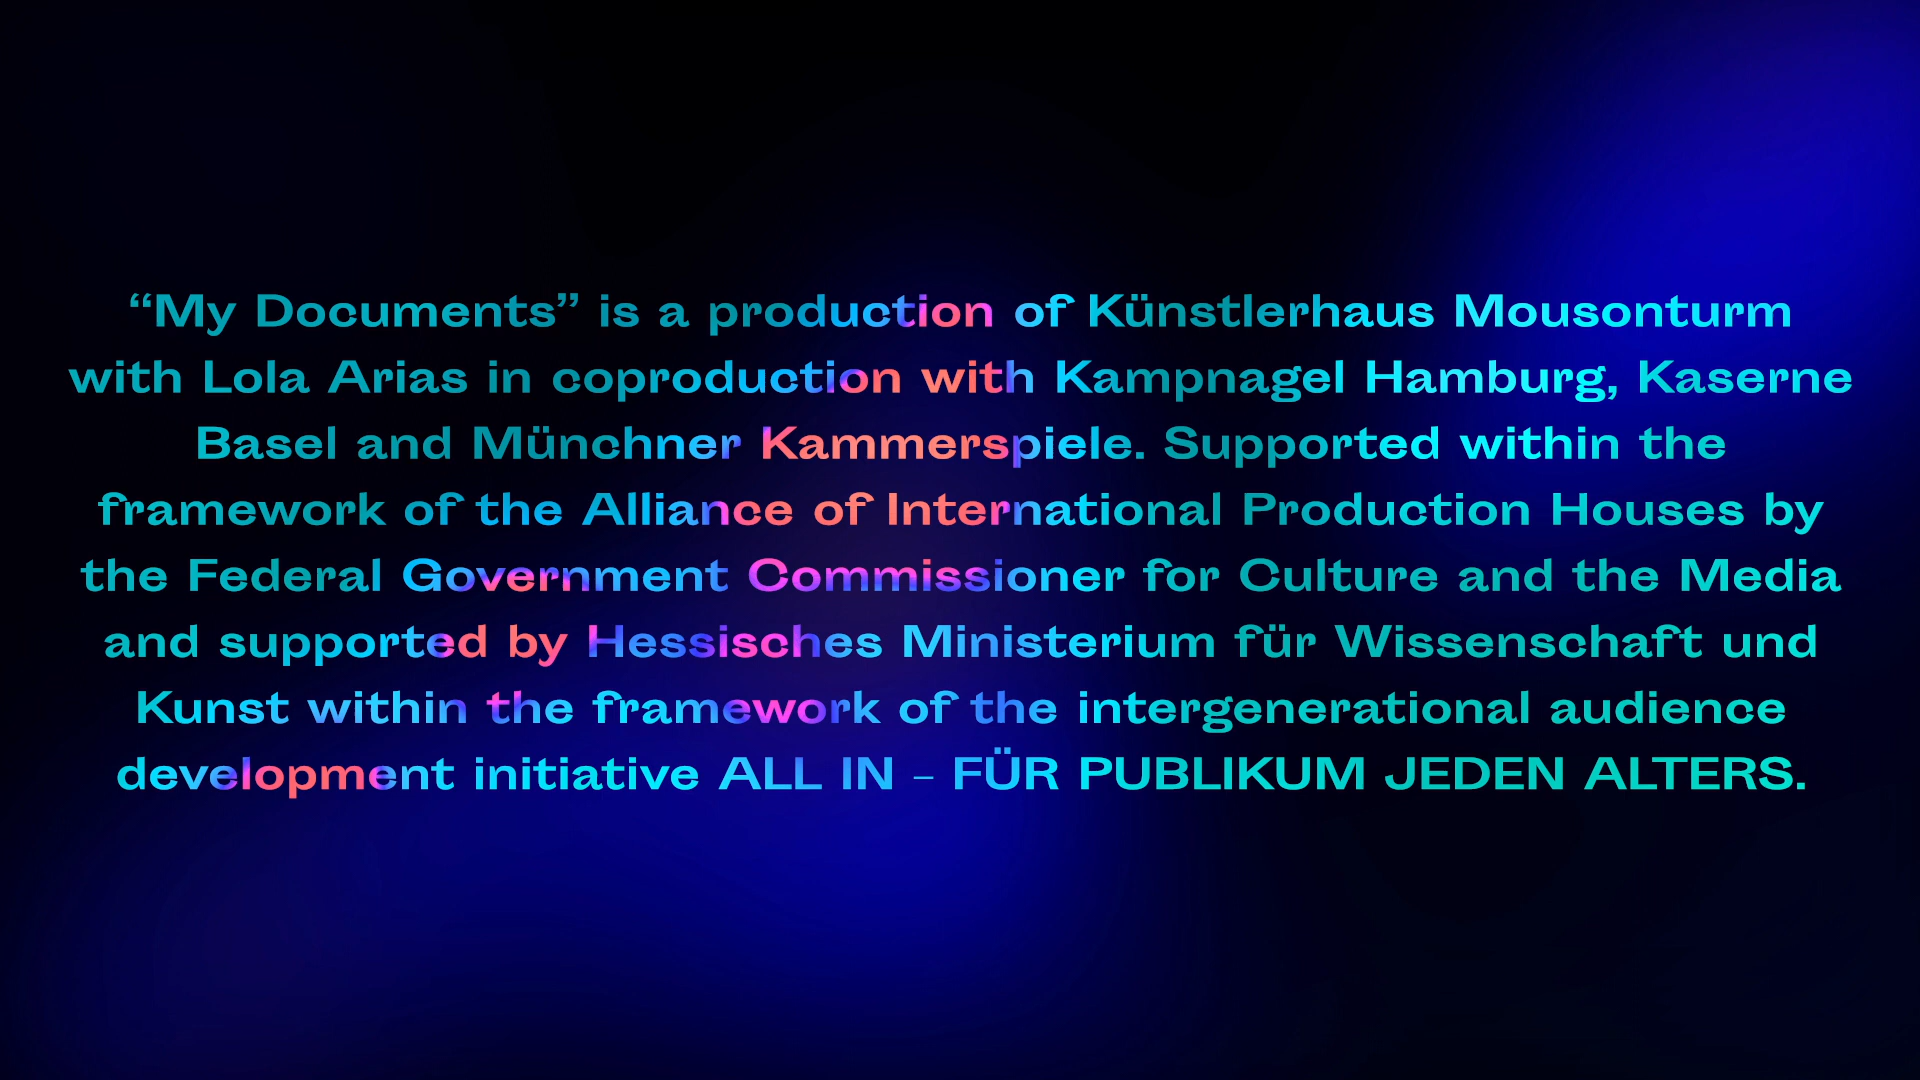 “My Documents” is a production of Künstlerhaus Mousonturm
with Lola Arias in coproduction with Kampnagel Hamburg, Kaserne
Basel and Münchner Kammerspiele. Supported within the
framework of the Alliance of International Production Houses by
the Federal Government Commissioner for Culture and the Media
and supported by Hessisches Ministerium für Wissenschaft und
Kunst within the framework of the intergenerational audience
development initiative ALL IN – FÜR PUBLIKUM JEDEN ALTERS.